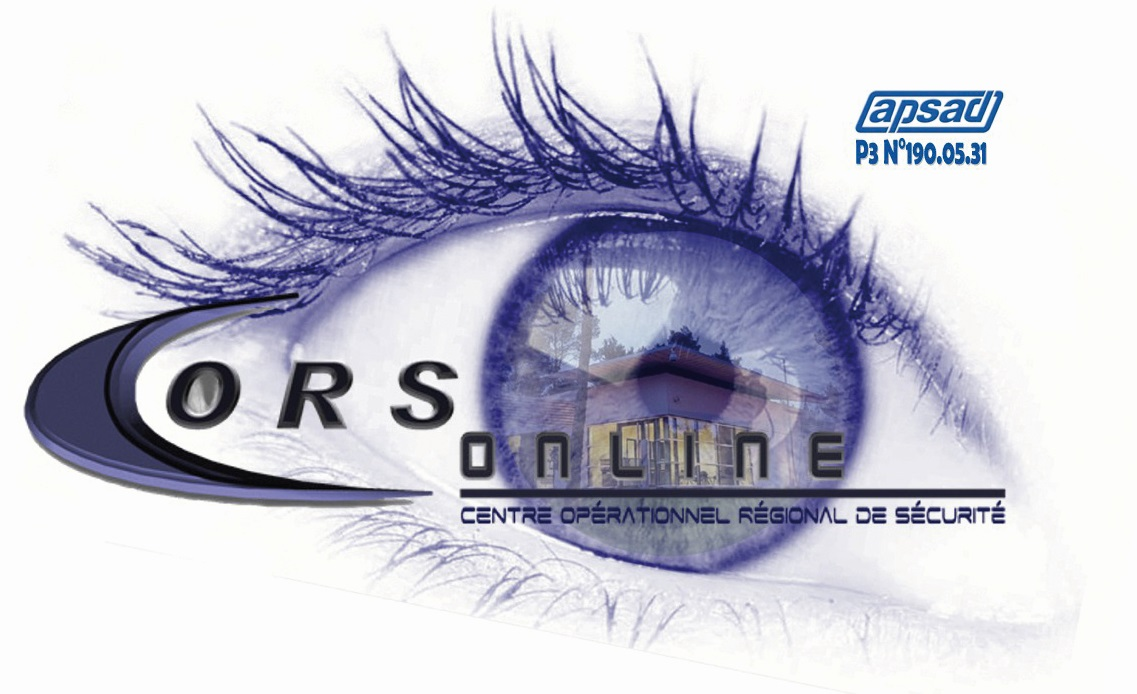 apsad
P3 N°190.05.31
CORS
ONLINE
CENTRE OPÉRATIONNEL RÉGIONAL DE SÉCURITÉ